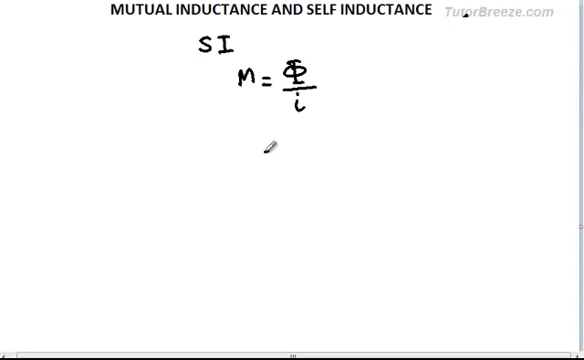 MUTUAL INDUCTANCE AND SELF INDUCTANCE TutorBreeze.com
SI
M = Φ / i